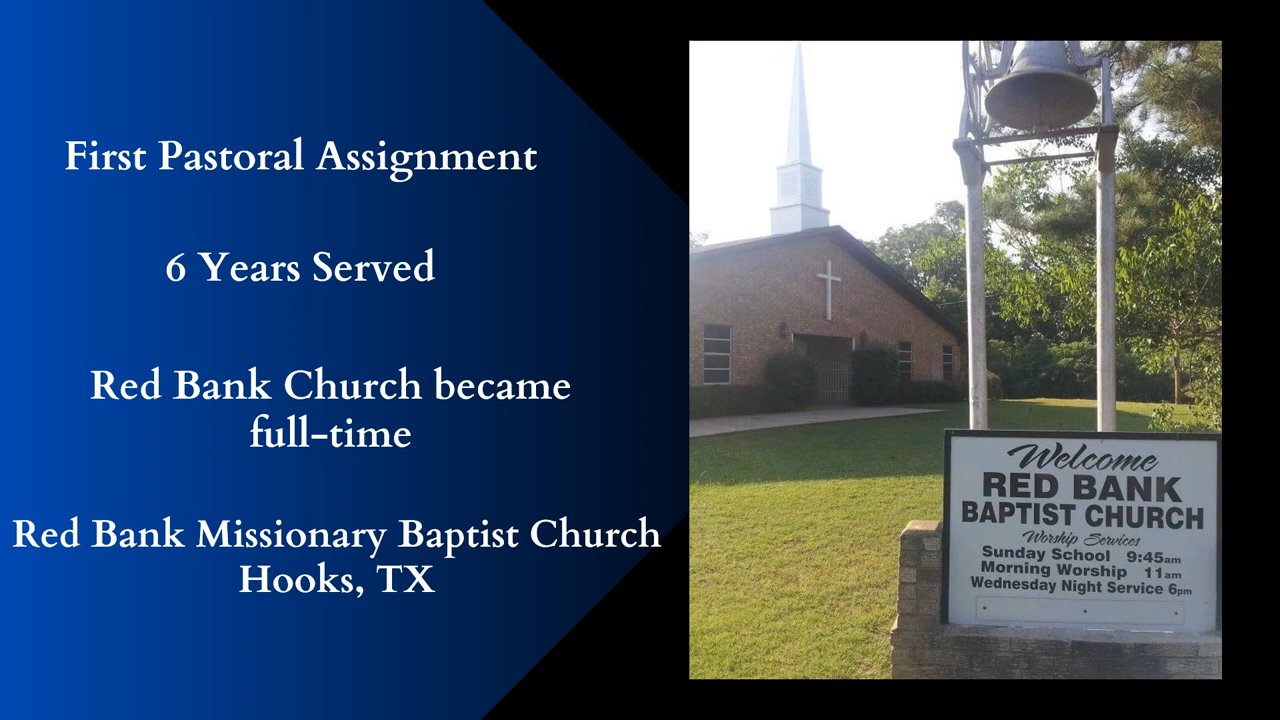 First Pastoral Assignment
6 Years Served
Red Bank Church became
full-time
Red Bank Missionary Baptist Church
Hooks, TX
Welcome
RED BANK
BAPTIST CHURCH
Worship Services
Sunday School 9:45am
Morning Worship 11am
Wednesday Night Service 6pm